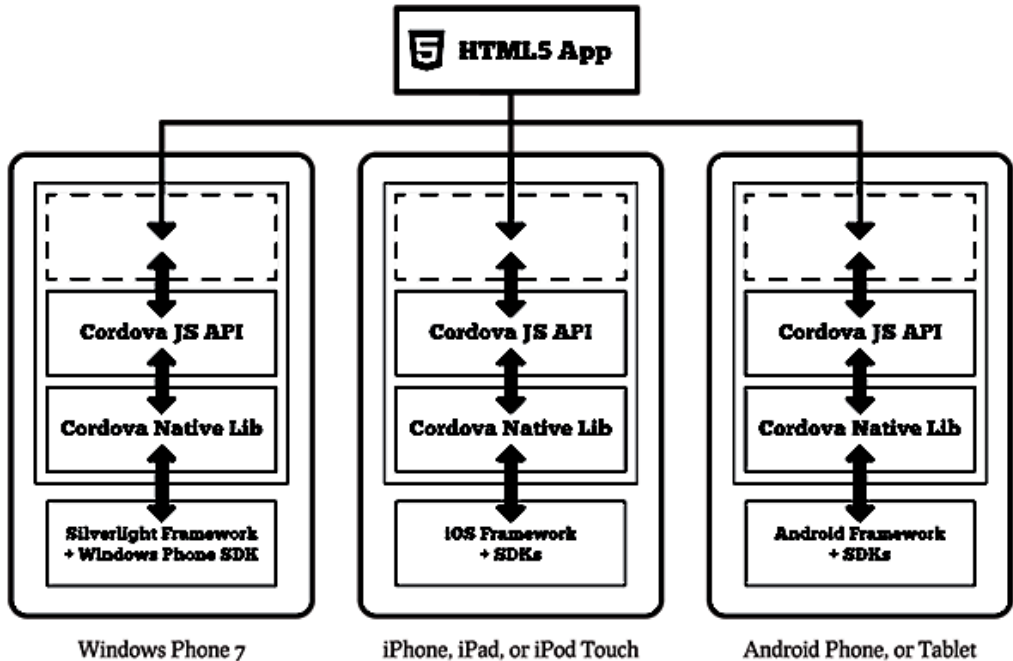 5 HTML5 App
Cordova JS API
Cordova Native Lib
Silverlight Framework
+ Windows Phone SDK
Windows Phone 7
Cordova JS API
Cordova Native Lib
iOS Framework
+ SDKs
iPhone, iPad, or iPod Touch
Cordova JS API
Cordova Native Lib
Android Framework
+ SDKs
Android Phone, or Tablet